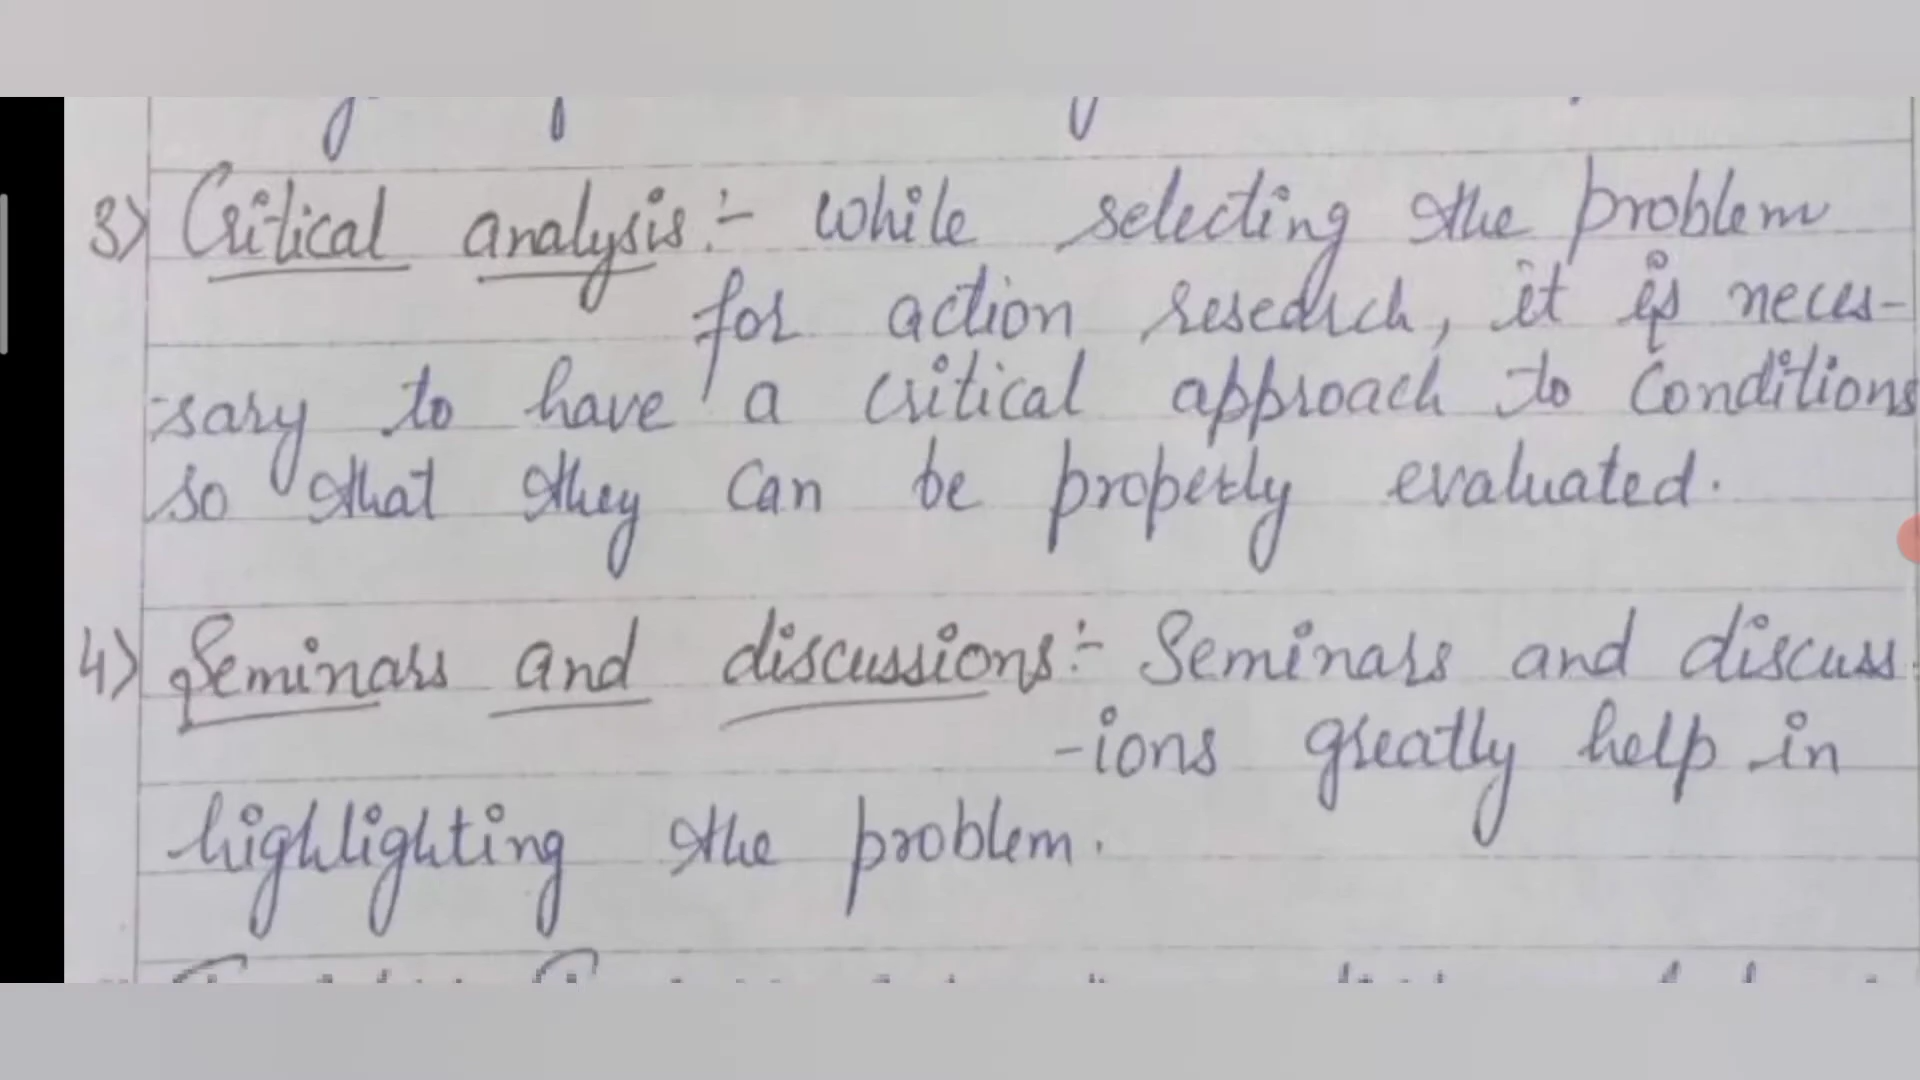 3) Critical analysis:- while selecting the problem
for action research, it is neces-
-sary to have a critical approach to conditions
so that they can be properly evaluated.
4) Seminars and discussions:- Seminars and discuss
-ions greatly help in
highlighting the problem.